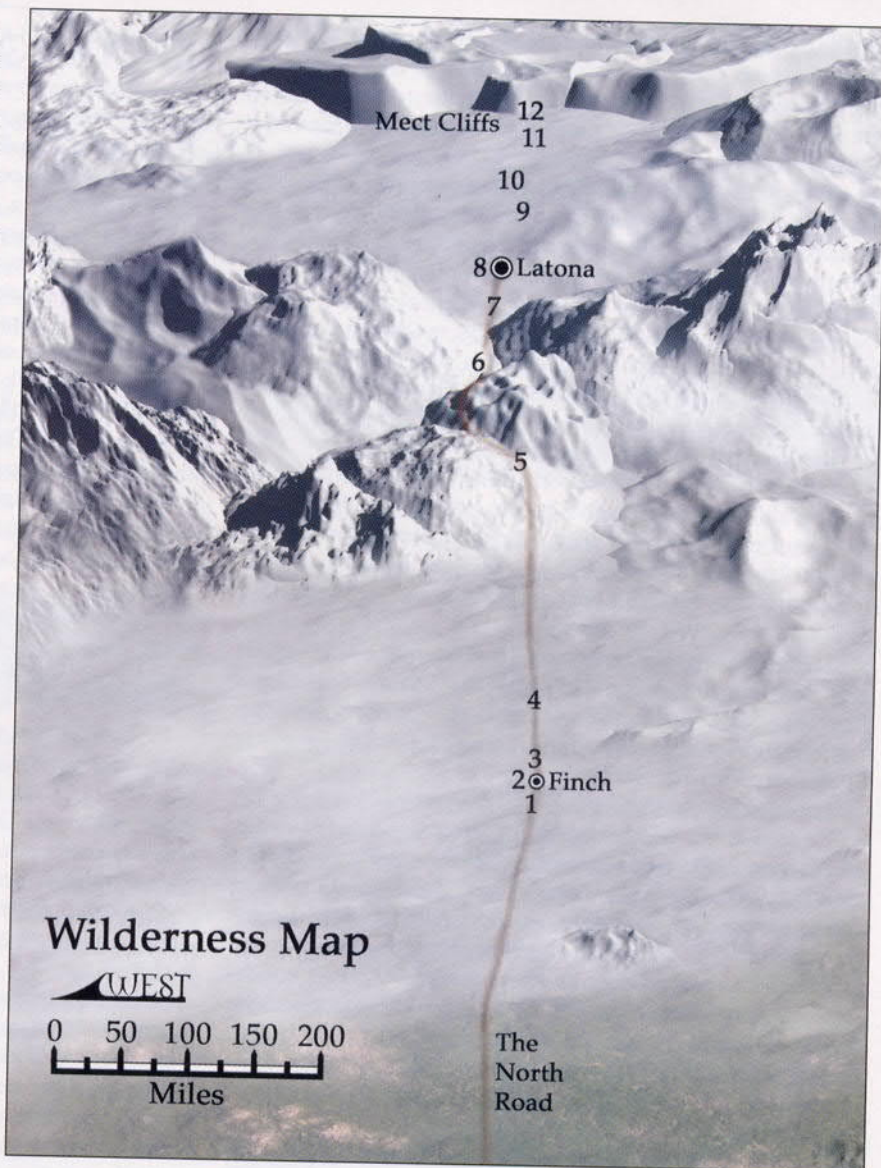 12
Mect Cliffs
11
10
9
8 Latona
7
6
5
4
3
2 Finch
1
Wilderness Map
WEST
0 50 100 150 200
Miles
The
North
Road